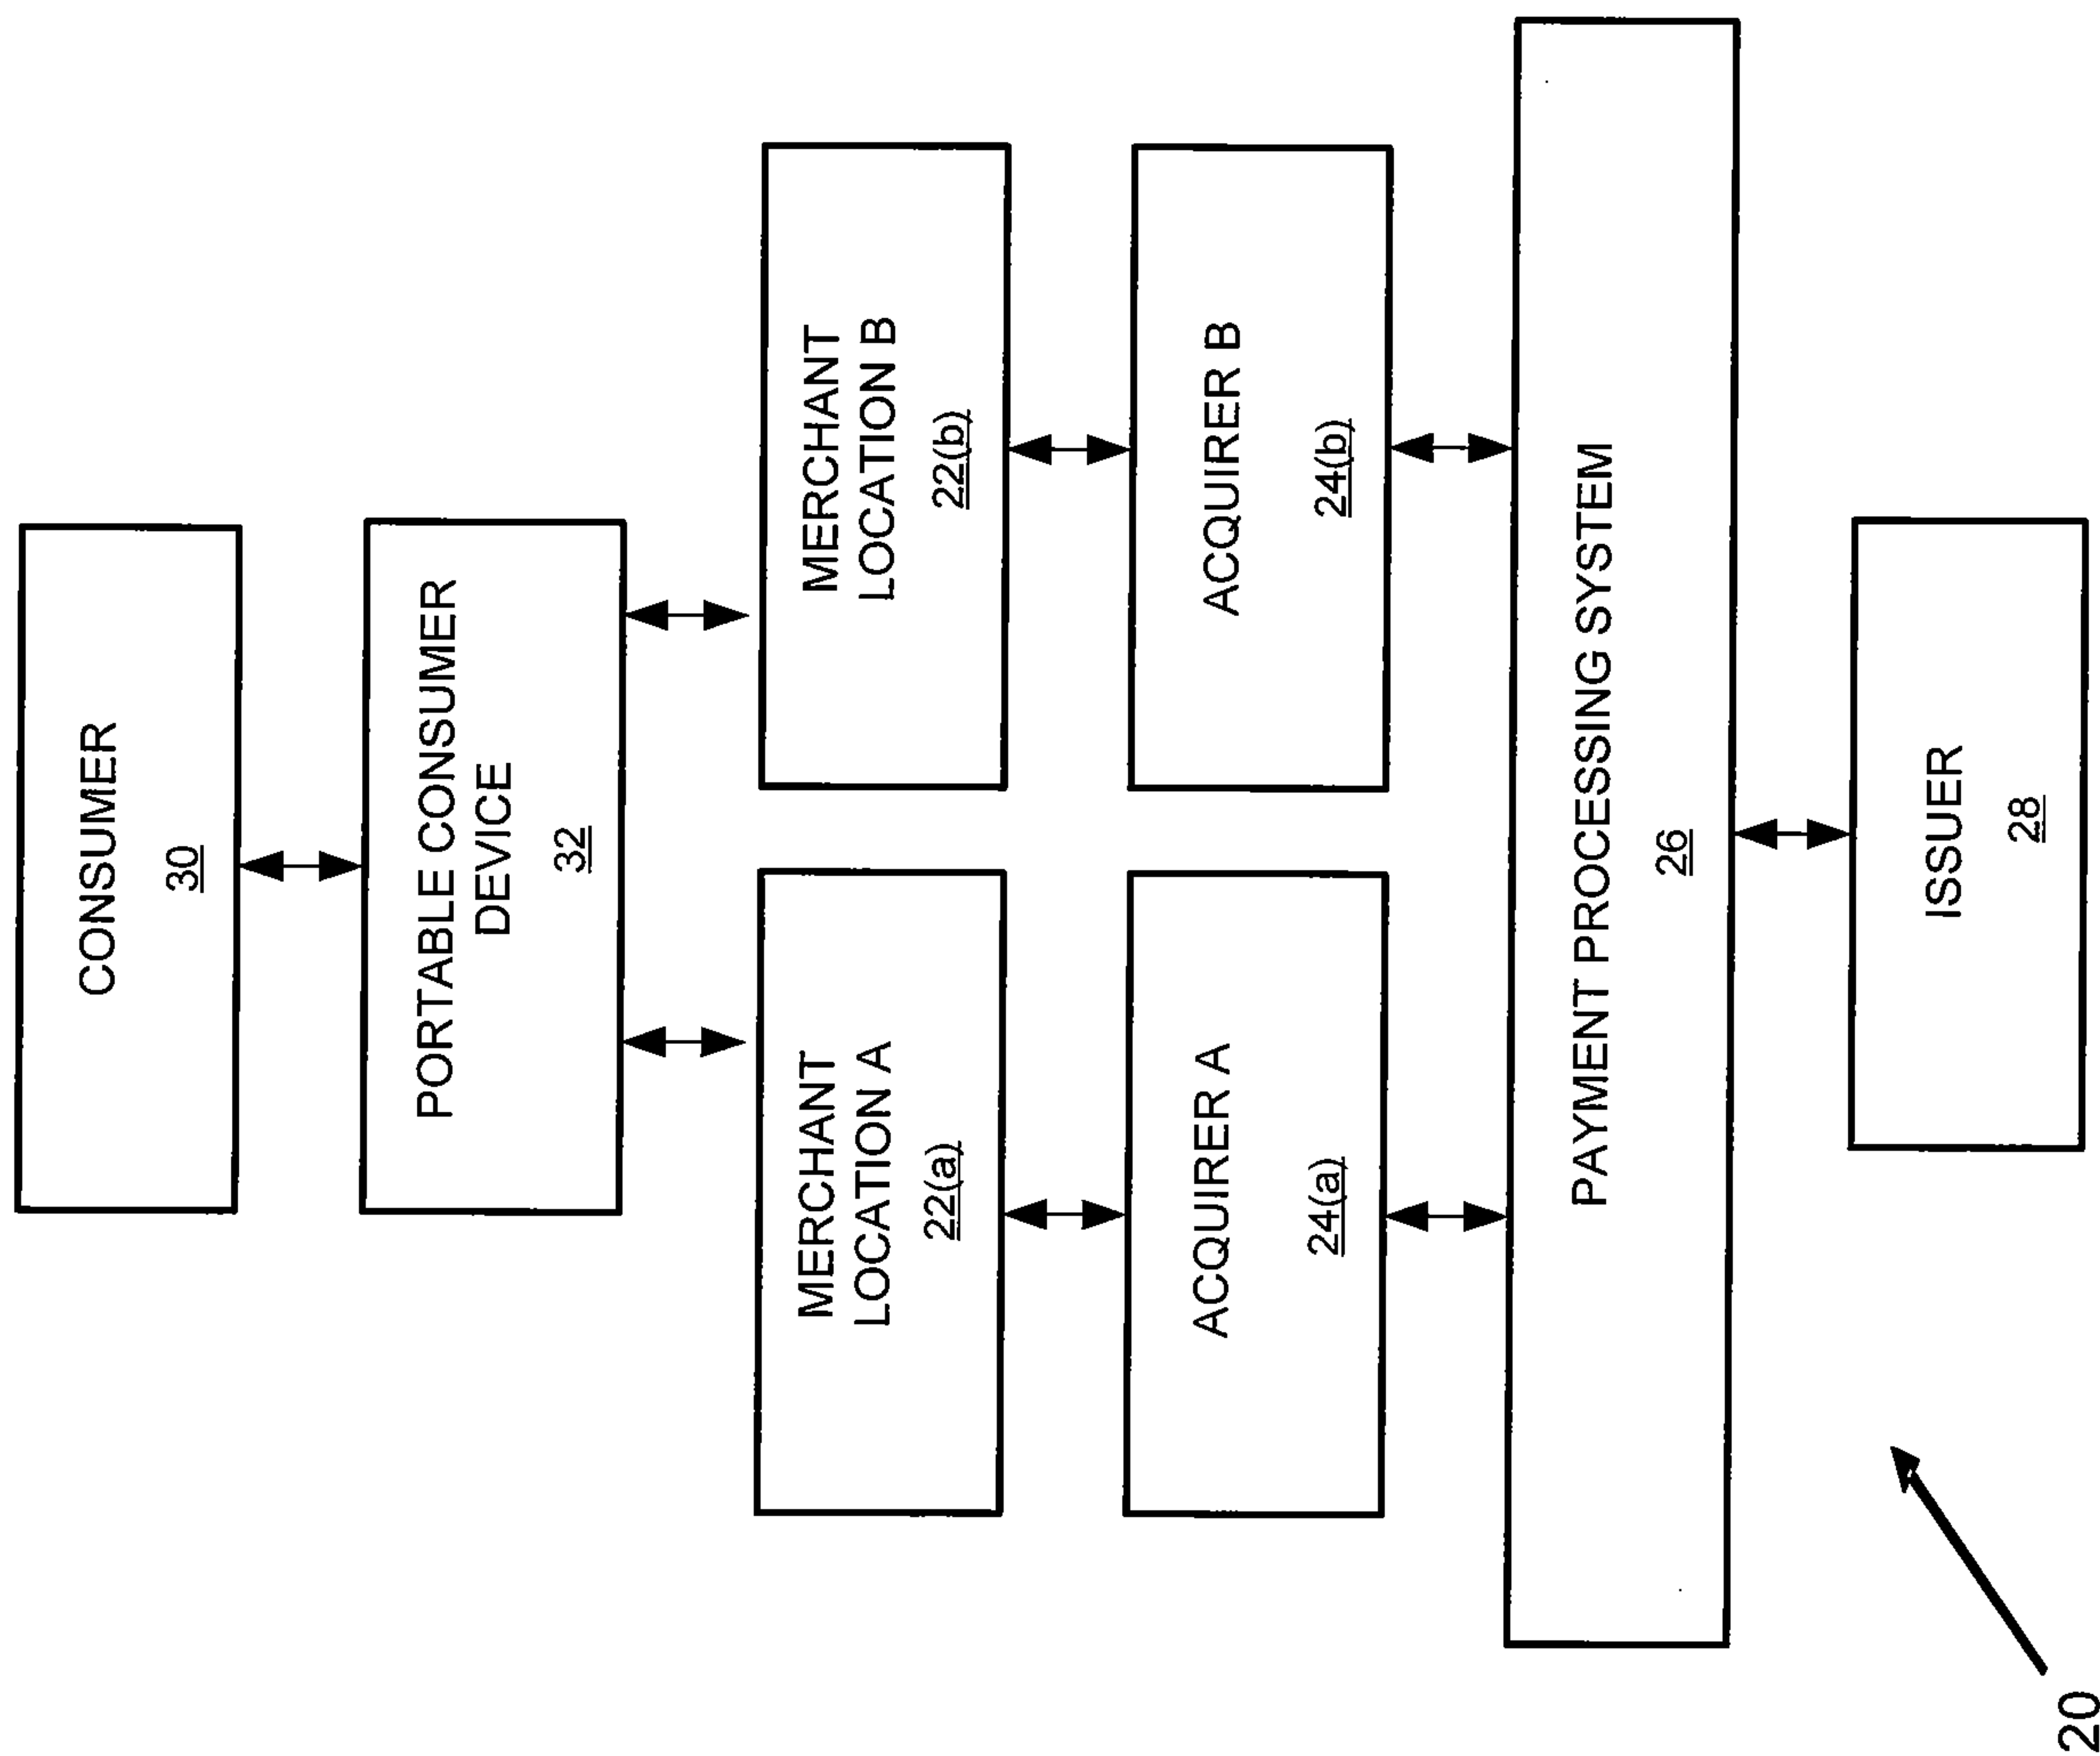 CONSUMER
30
PORTABLE CONSUMER
DEVICE
32
MERCHANT
LOCATION A
22(a)
MERCHANT
LOCATION B
22(b)
ACQUIRER A
24(a)
ACQUIRER B
24(b)
PAYMENT PROCESSING SYSTEM
26
ISSUER
28
20